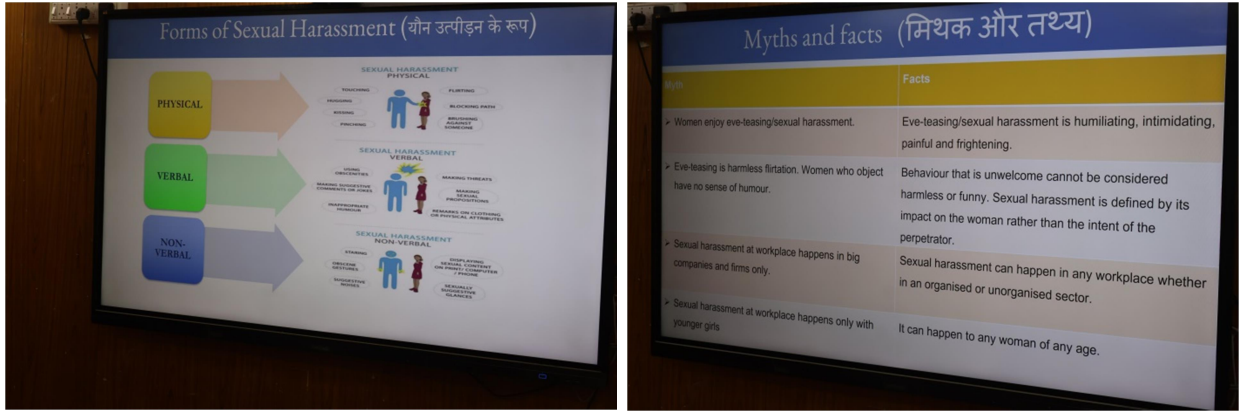 Forms of Sexual Harassment (यौन उत्पीड़न के रूप)
PHYSICAL
SEXUAL HARASSMENT
PHYSICAL
TOUCHING
HUGGING
KISSING
PINCHING
FLIRTING
BLOCKING PATH
BRUSHING
AGAINST
SOMEONE
VERBAL
SEXUAL HARASSMENT
VERBAL
USING
OBSCENITIES
MAKING SUGGESTIVE
COMMENTS OR JOKES
INAPPROPRIATE
HUMOUR
MAKING THREATS
MAKING
SEXUAL
PROPOSITIONS
REMARKS ON CLOTHING
OR PHYSICAL ATTRIBUTES
NON-
VERBAL
SEXUAL HARASSMENT
NON-VERBAL
STARING
OBSCENE
GESTURES
SUGGESTIVE
NOISES
DISPLAYING
SEXUAL CONTENT
ON PRINT/ COMPUTER
/ PHONE
SEXUALLY
SUGGESTIVE
GLANCES
Myths and facts (मिथक और तथ्य)
Myth
Facts
➤ Women enjoy eve-teasing/sexual harassment.
Eve-teasing/sexual harassment is humiliating, intimidating,
painful and frightening.
➤ Eve-teasing is harmless flirtation. Women who object
have no sense of humour.
Behaviour that is unwelcome cannot be considered
harmless or funny. Sexual harassment is defined by its
impact on the woman rather than the intent of the
perpetrator.
➤ Sexual harassment at workplace happens in big
companies and firms only.
Sexual harassment can happen in any workplace whether
in an organised or unorganised sector.
➤ Sexual harassment at workplace happens only with
younger girls
It can happen to any woman of any age.